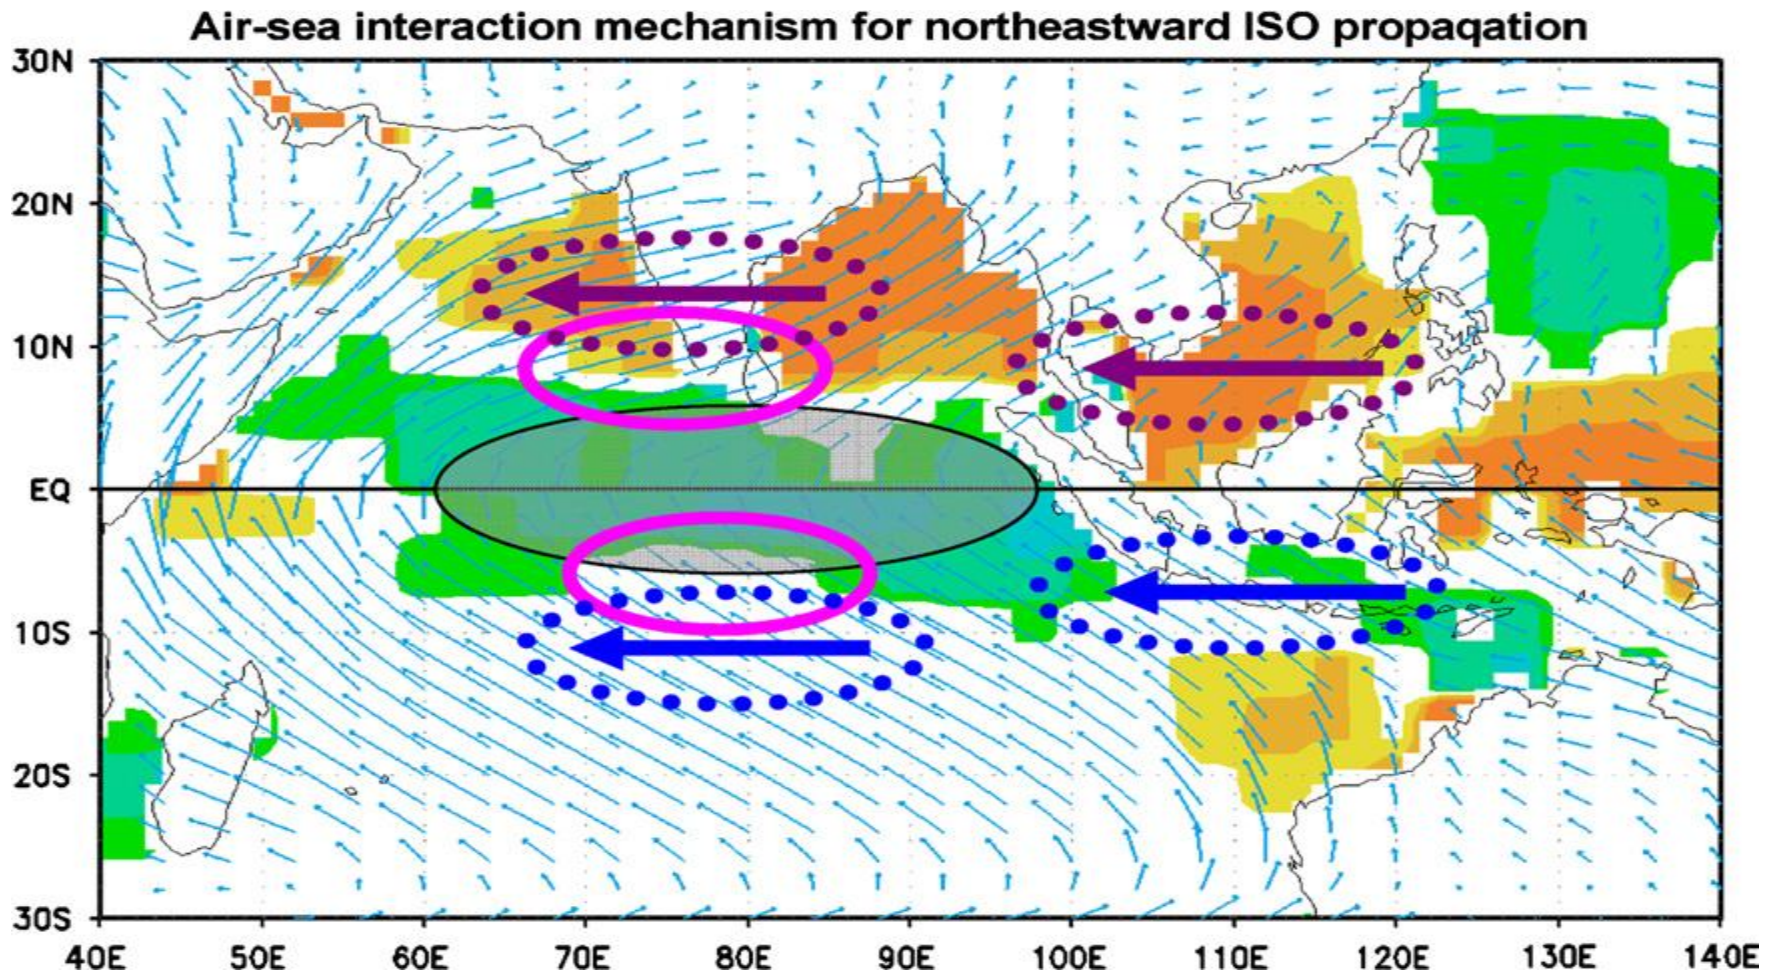 Air-sea interaction mechanism for northeastward ISO propaqation
30N
20N
10N
EQ
10S
20S
30S
40E 50E 60E 70E 80E 90E 100E 110E 120E 130E 140E